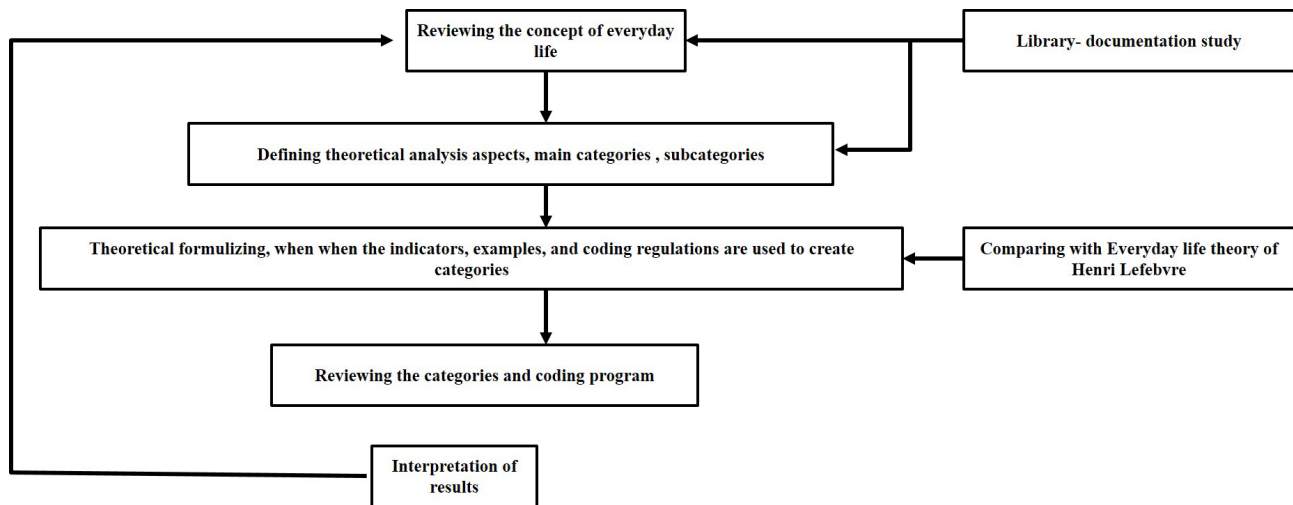 Reviewing the concept of everyday
life
Library- documentation study
Defining theoretical analysis aspects, main categories , subcategories
Theoretical formulizing, when when the indicators, examples, and coding regulations are used to create
categories
Comparing with Everyday life theory of
Henri Lefebvre
Reviewing the categories and coding program
Interpretation of
results